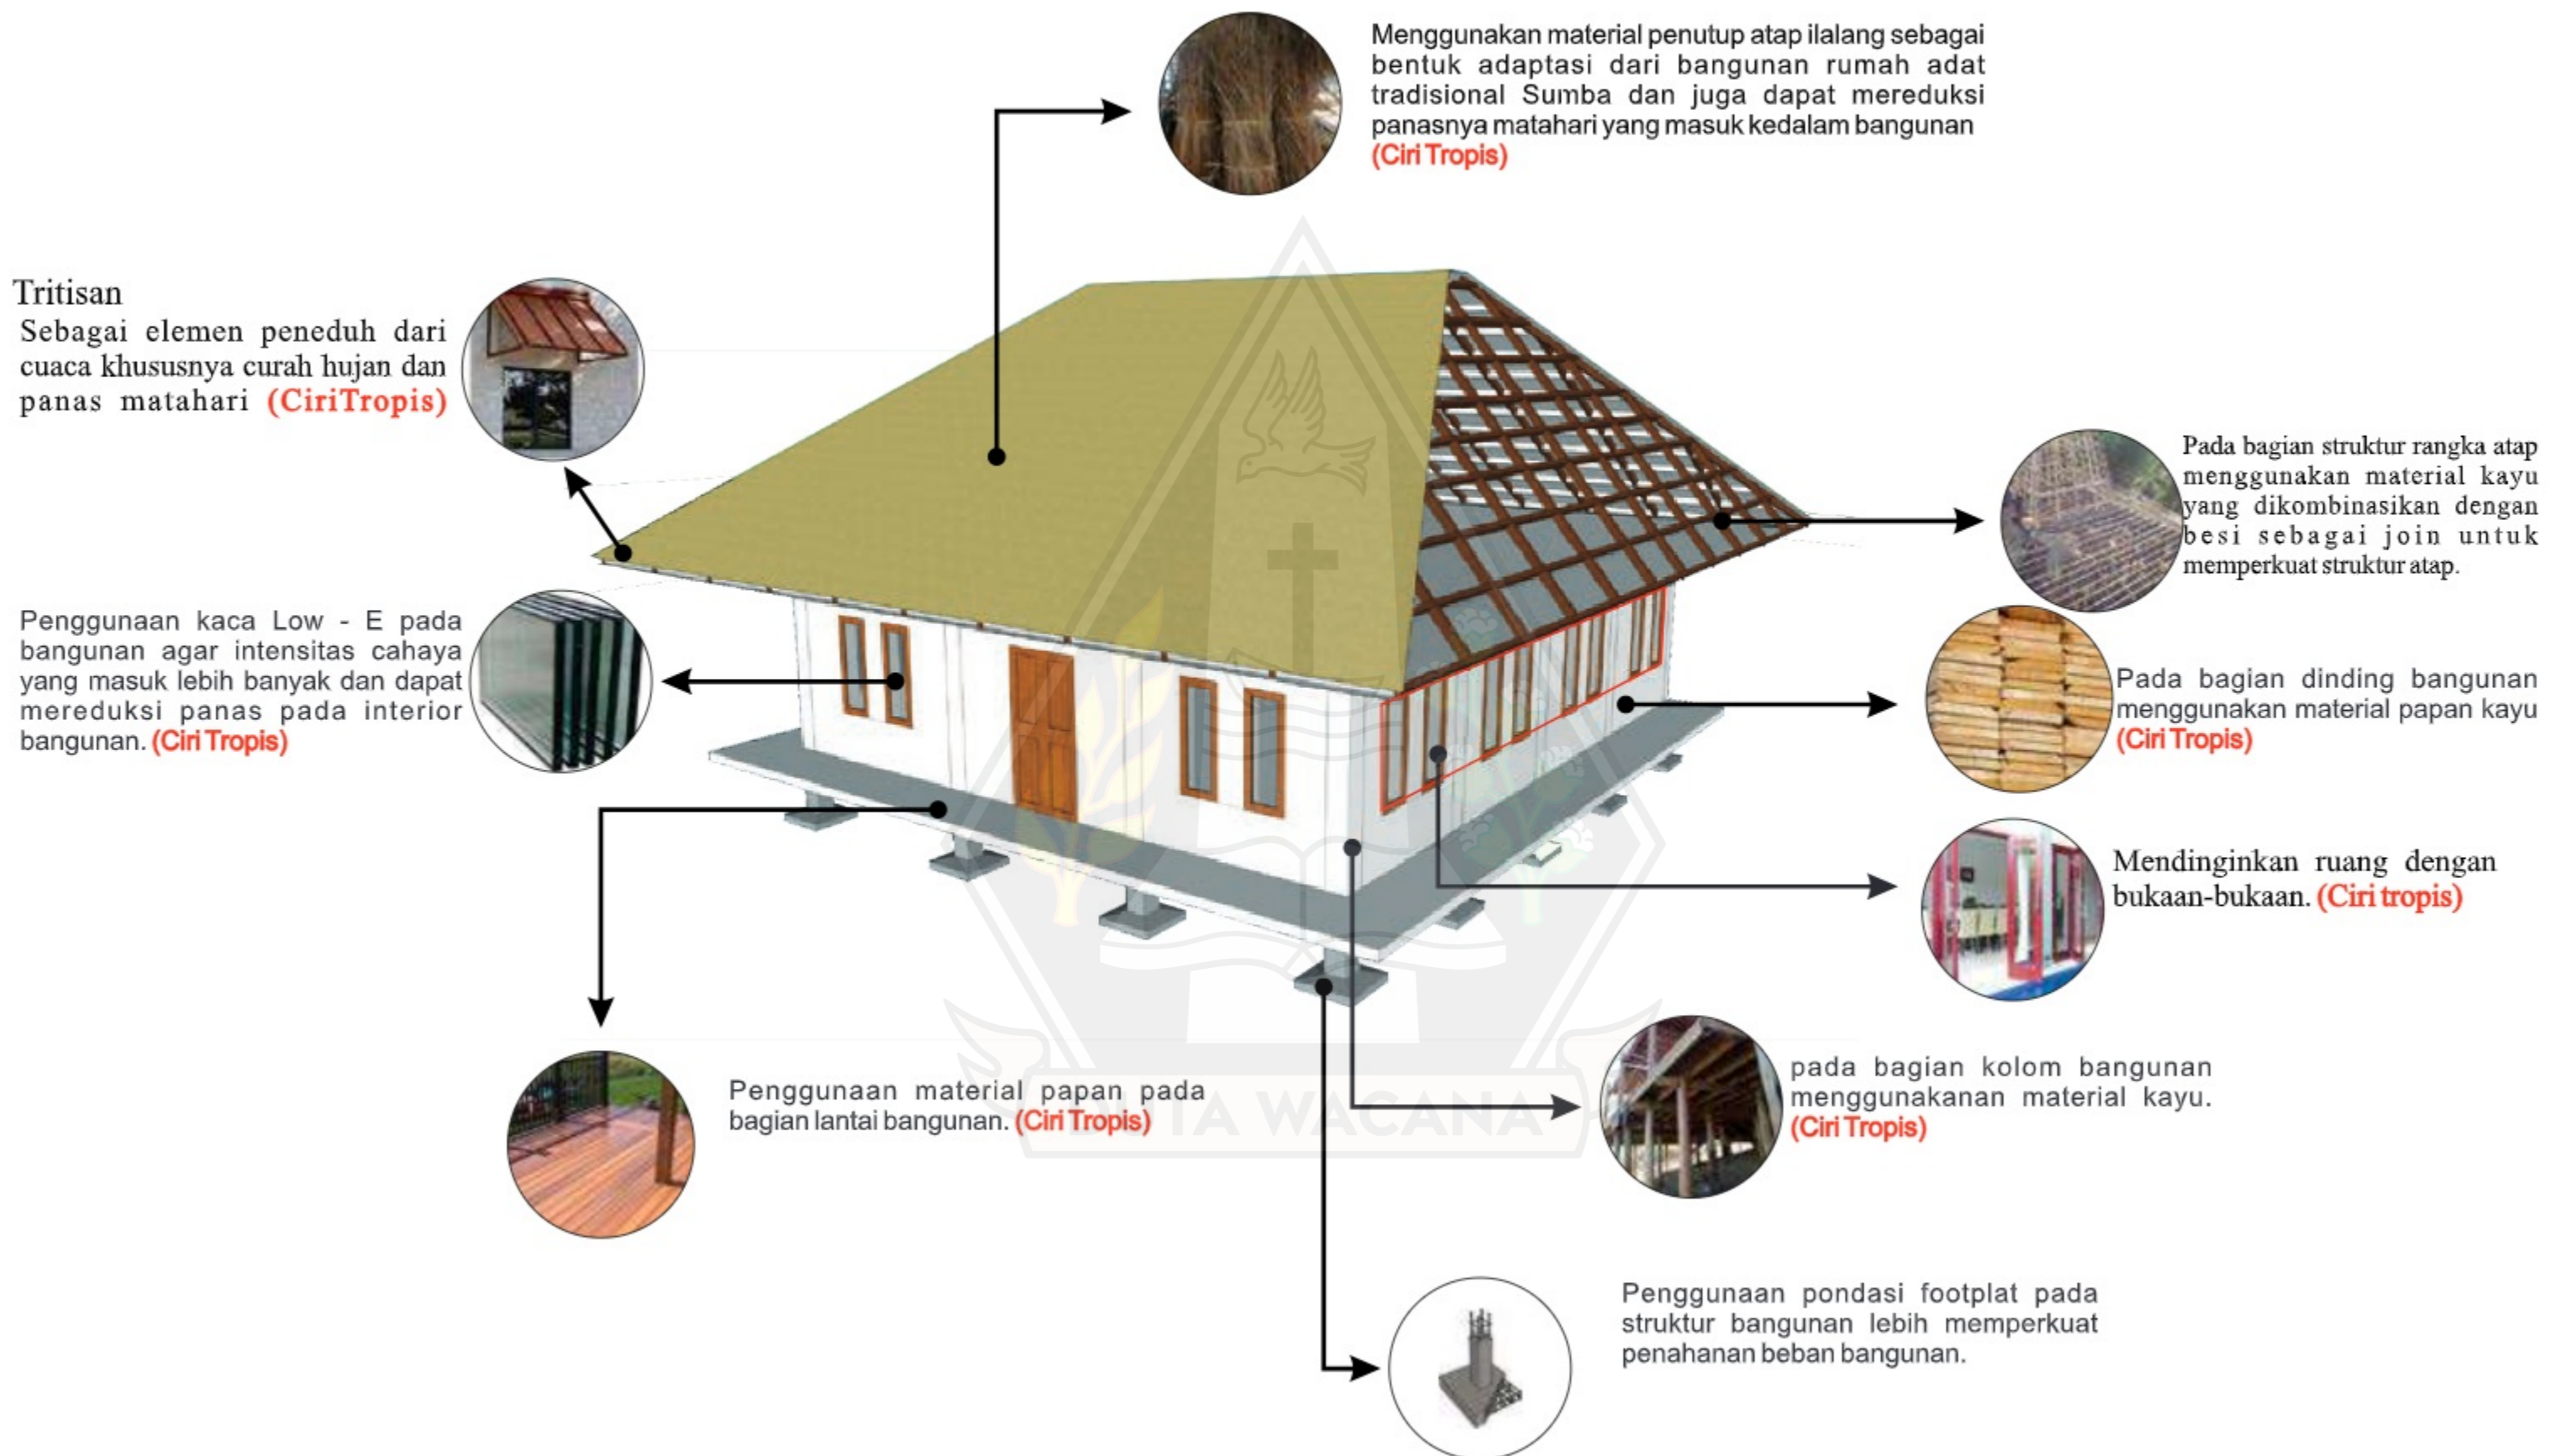 Menggunakan material penutup atap ilalang sebagai
bentuk adaptasi dari bangunan rumah adat
tradisional Sumba dan juga dapat mereduksi
panasnya matahari yang masuk kedalam bangunan
(Ciri Tropis)
Tritisan
Sebagai elemen peneduh dari
cuaca khususnya curah hujan dan
panas matahari (CiriTropis)
Pada bagian struktur rangka atap
menggunakan material kayu
yang dikombinasikan dengan
besi sebagai join untuk
memperkuat struktur atap.
Penggunaan kaca Low - E pada
bangunan agar intensitas cahaya
yang masuk lebih banyak dan dapat
mereduksi panas pada interior
bangunan. (Ciri Tropis)
Pada bagian dinding bangunan
menggunakan material papan kayu
(Ciri Tropis)
Mendinginkan ruang dengan
bukaan-bukaan. (Ciri tropis)
Penggunaan material papan pada
bagian lantai bangunan. (Ciri Tropis)
DUTA WACANA
pada bagian kolom bangunan
menggunakanan material kayu.
(Ciri Tropis)
Penggunaan pondasi footplat pada
struktur bangunan lebih memperkuat
penahanan beban bangunan.